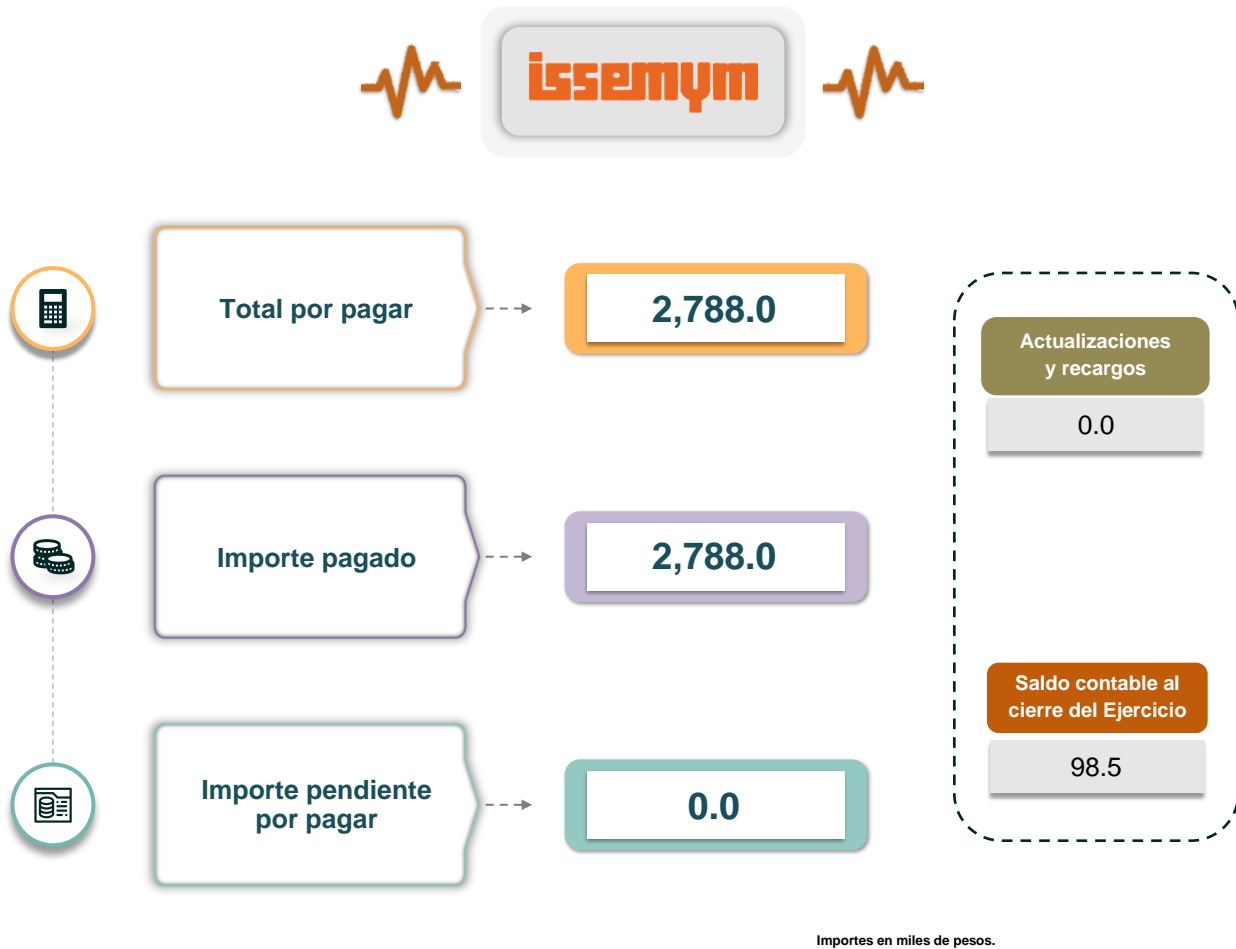 issemym
Total por pagar
2,788.0
Actualizaciones
y recargos
0.0
Importe pagado
2,788.0
Importe pendiente
por pagar
0.0
Saldo contable al
cierre del Ejercicio
98.5
Importes en miles de pesos.